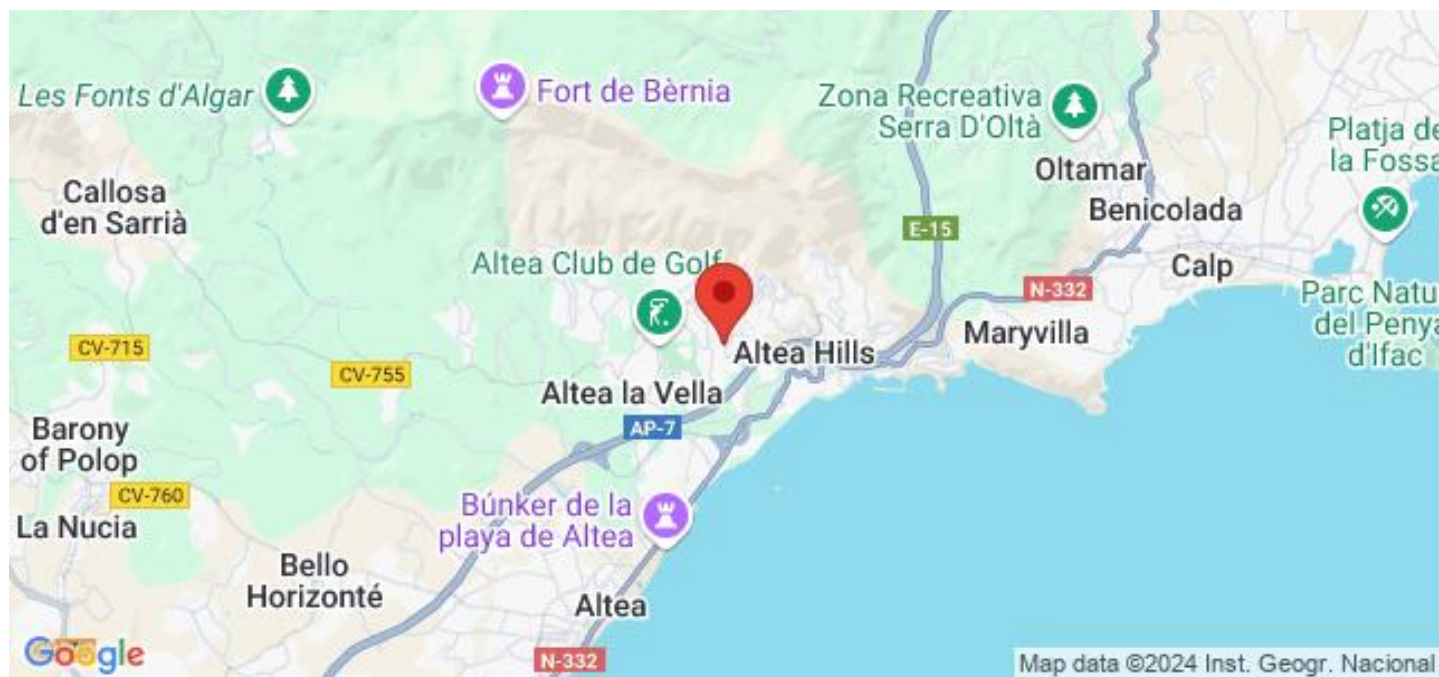 Les Fonts d'Algar
Fort de Bèrnia
Zona Recreativa
Serra D'Oltà
Platja de
la Fossa
Oltamar
Callosa
d'en Sarrià
Benicolada
E-15
Altea Club de Golf
Calp
N-332
Parc Natu
del Penya
d'Ifac
Maryvilla
CV-715
Altea Hills
CV-755
Altea la Vella
AP-7
Barony
of Polop
CV-760
Búnker de la
playa de Altea
La Nucia
Bello
Horizonté
Altea
Google
N-332
Map data ©2024 Inst. Geogr. Nacional